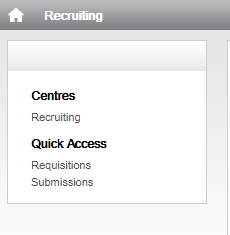 Recruiting
Centres
Recruiting
Quick Access
Requisitions
Submissions